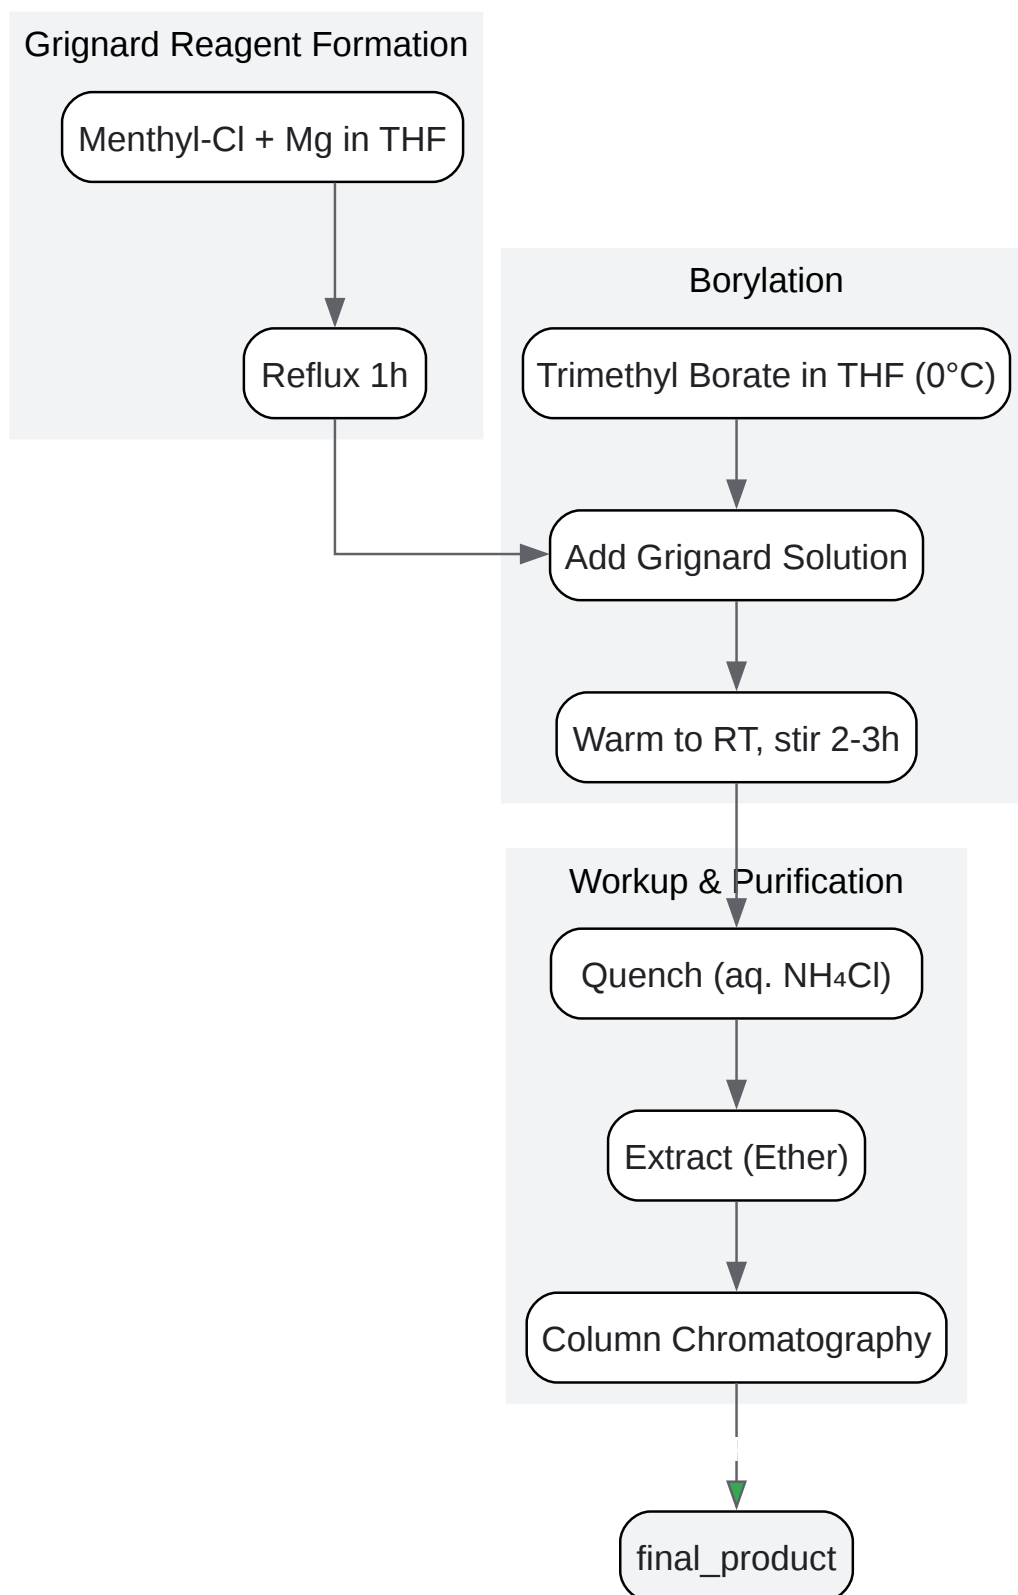 Grignard Reagent Formation
Menthyl-Cl + Mg in THF
Reflux 1h
Borylation
Trimethyl Borate in THF (0°C)
Add Grignard Solution
Warm to RT, stir 2-3h
Workup & Purification
Quench (aq. NH₄Cl)
Extract (Ether)
Column Chromatography
final_product